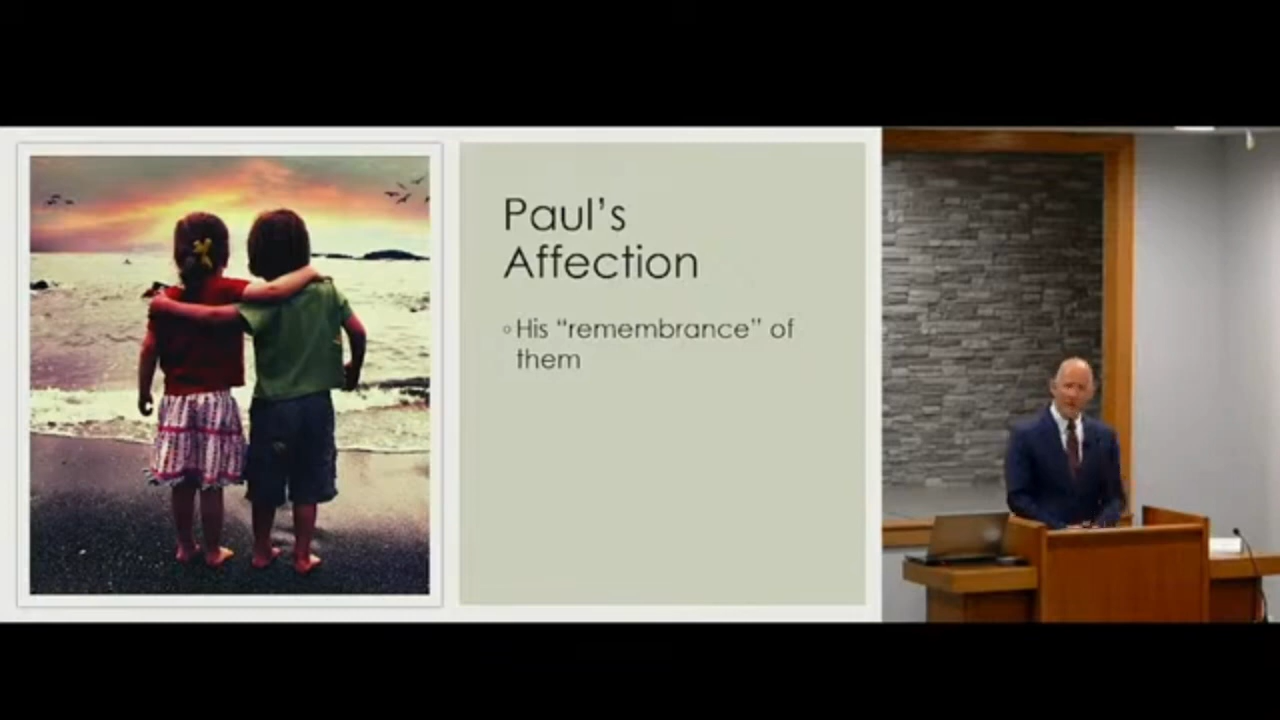 Paul’s
Affection
◦ His “remembrance” of
them